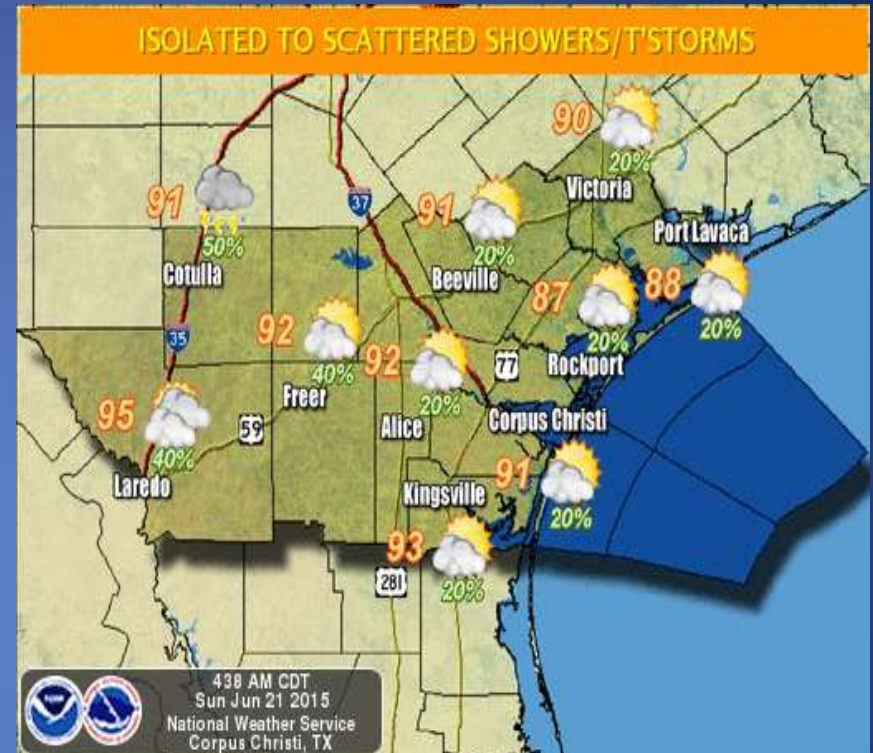 ISOLATED TO SCATTERED SHOWERS/T'STORMS
90
20%
Victoria
91
50%
Cotulla
37
91
20%
Beeville
Port Lavaca
88
20%
87
20%
Rockport
92
40%
Freer
35
92
20%
Alice
77
Corpus Christi
95
40%
Laredo
59
91
20%
Kingsville
93
20%
281
438 AM CDT
Sun Jun 21 2015
National Weather Service
Corpus Christi, TX